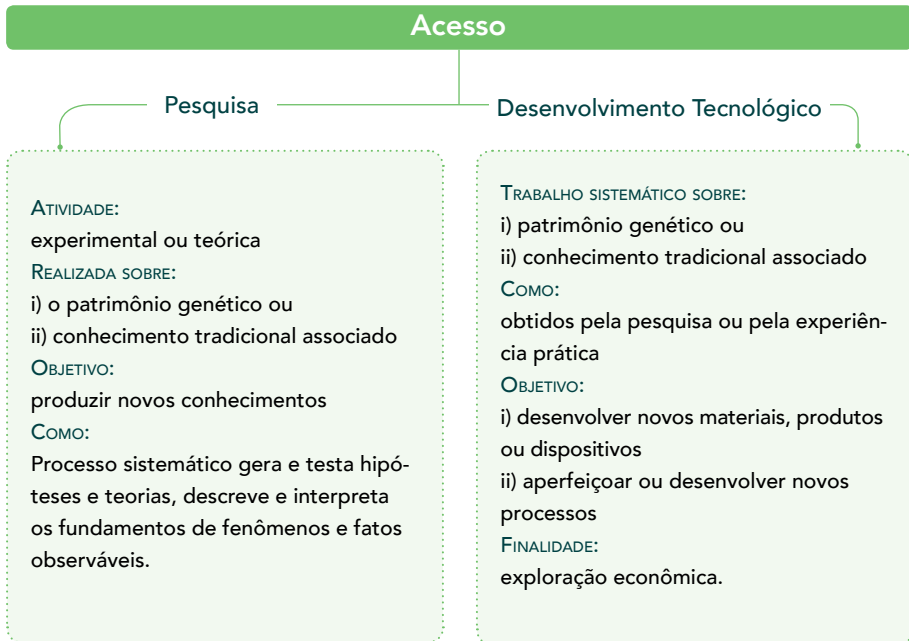 Acesso
Pesquisa
Desenvolvimento Tecnológico
Atividade:
experimental ou teórica
Realizada sobre:
i) o patrimônio genético ou
ii) conhecimento tradicional associado
Objetivo:
produzir novos conhecimentos
Como:
Processo sistemático gera e testa hipó-
teses e teorias, descreve e interpreta
os fundamentos de fenômenos e fatos
observáveis.
Trabalho sistemático sobre:
i) patrimônio genético ou
ii) conhecimento tradicional associado
Como:
obtidos pela pesquisa ou pela experiên-
cia prática
Objetivo:
i) desenvolver novos materiais, produtos
ou dispositivos
ii) aperfeiçoar ou desenvolver novos
processos
Finalidade:
exploração econômica.